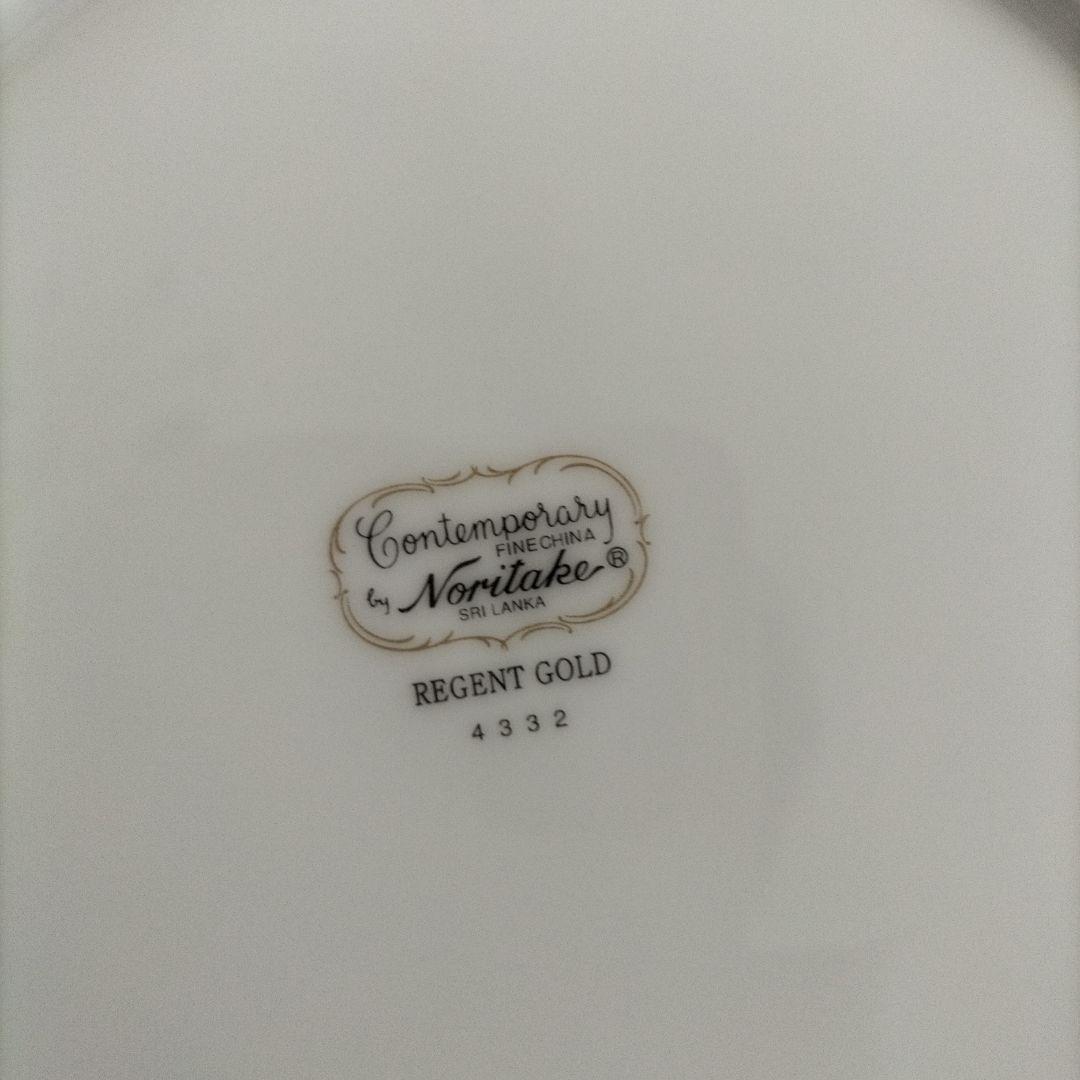 Contemporary
FINE CHINA
by Noritake ®
SRI LANKA
REGENT GOLD
4332